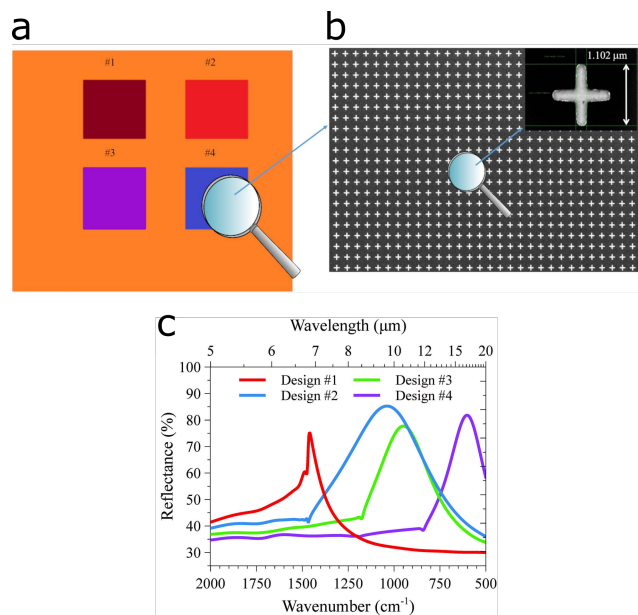 a
b
#1
#2
#3
#4
1.102 μm
c
Wavelength (μm)
5 6 7 8 10 12 16 20
Reflectance (%)
100
90
80
70
60
50
40
30
Design #1
Design #3
Design #2
Design #4
2000 1750 1500 1250 1000 750 500
Wavenumber (cm⁻¹)